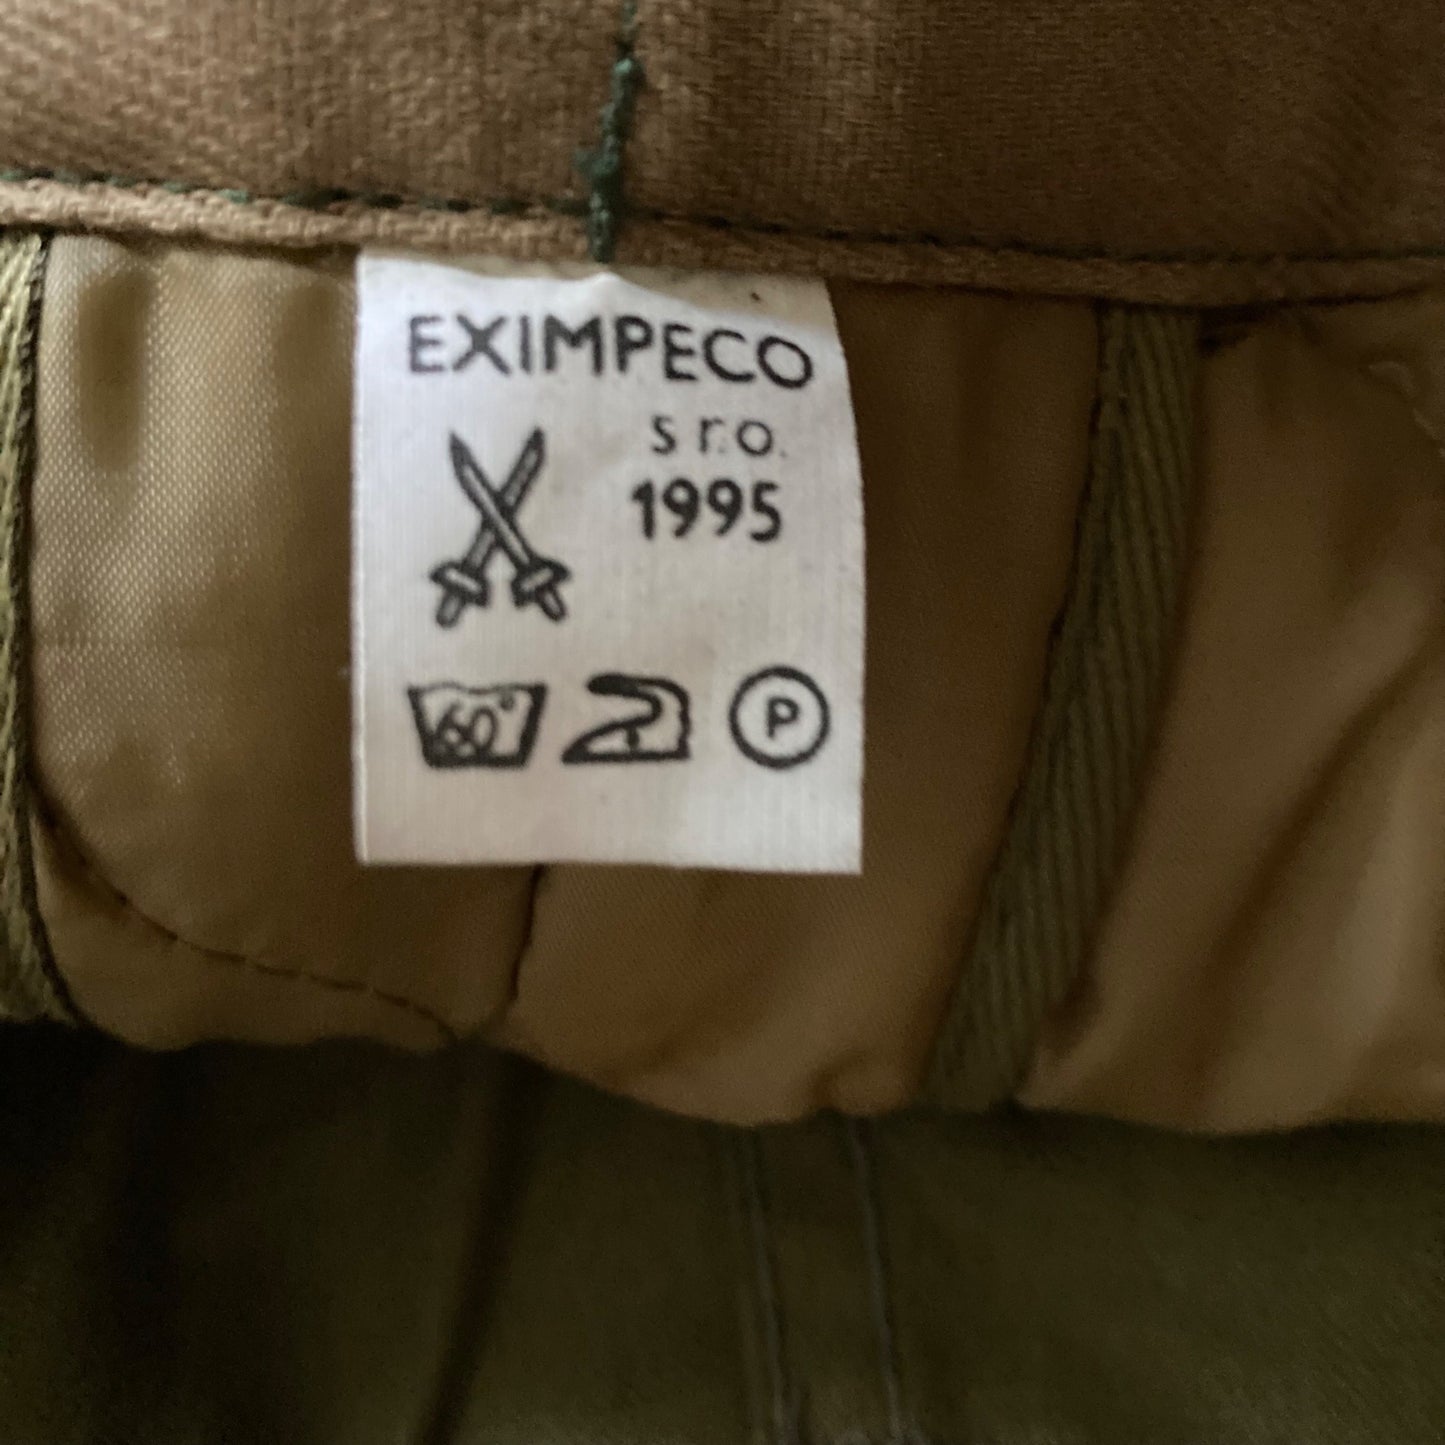 EXIMPECO
s r.o.
1995
60°
P